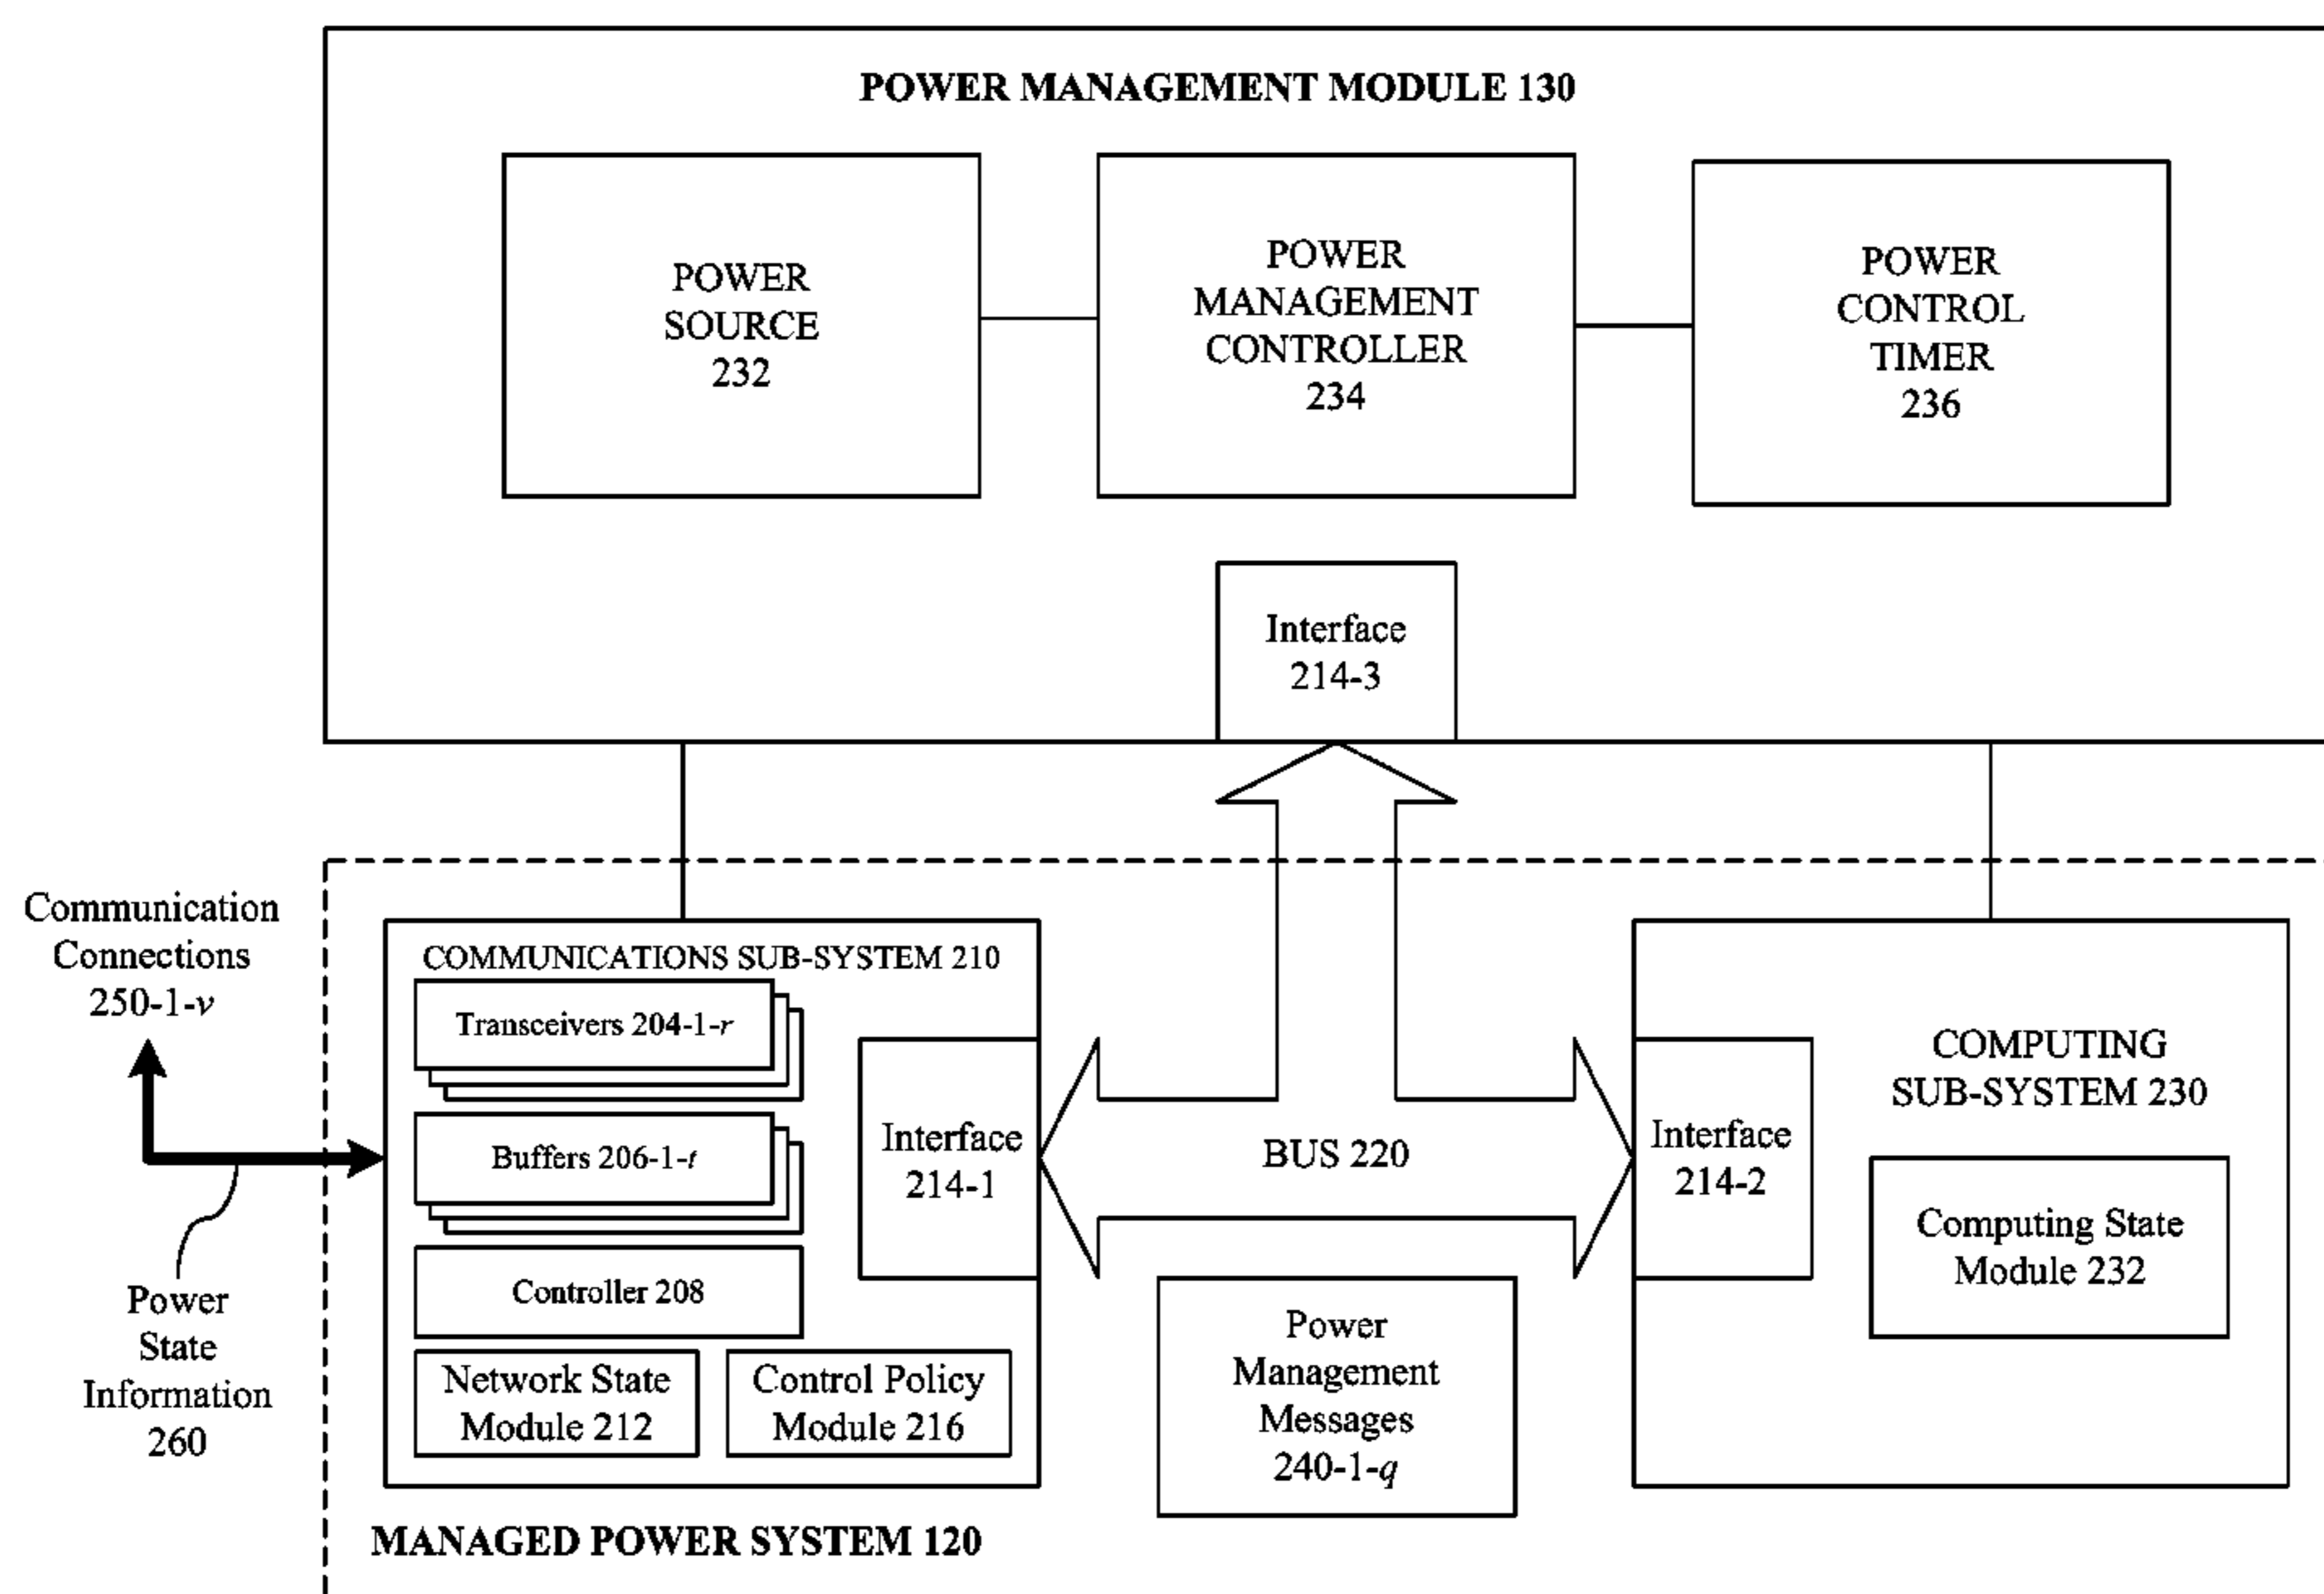 POWER MANAGEMENT MODULE 130
POWER
SOURCE
232
POWER
MANAGEMENT
CONTROLLER
234
POWER
CONTROL
TIMER
236
Interface
214-3
Communication
Connections
250-1-v
Power
State
Information
260
COMMUNICATIONS SUB-SYSTEM 210
Transceivers 204-1-r
Buffers 206-1-t
Controller 208
Network State
Module 212
Control Policy
Module 216
Interface
214-1
BUS 220
Power
Management
Messages
240-1-q
Interface
214-2
COMPUTING
SUB-SYSTEM 230
Computing State
Module 232
MANAGED POWER SYSTEM 120